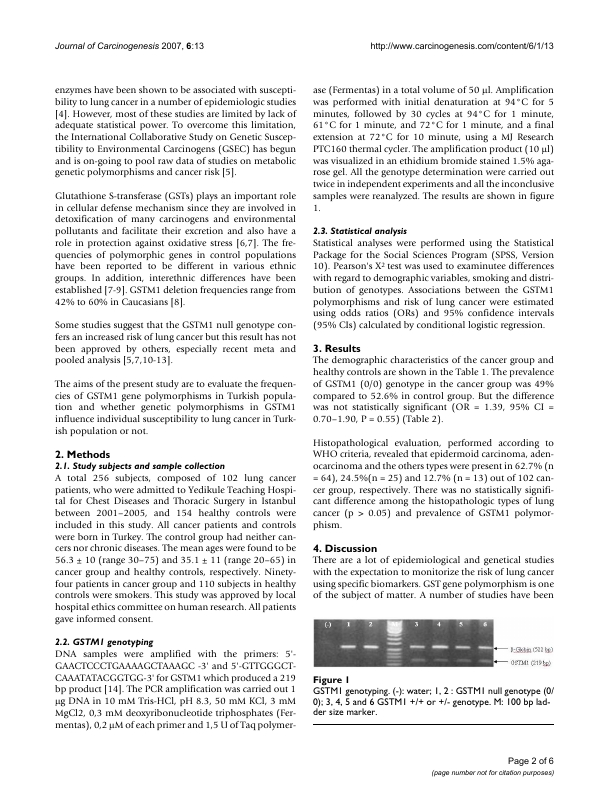 Journal of Carcinogenesis 2007, 6:13
http://www.carcinogenesis.com/content/6/1/13
enzymes have been shown to be associated with suscepti-
bility to lung cancer in a number of epidemiologic studies
[4]. However, most of these studies are limited by lack of
adequate statistical power. To overcome this limitation,
the International Collaborative Study on Genetic Suscep-
tibility to Environmental Carcinogens (GSEC) has begun
and is on-going to pool raw data of studies on metabolic
genetic polymorphisms and cancer risk [5].
Glutathione S-transferase (GSTs) plays an important role
in cellular defense mechanism since they are involved in
detoxification of many carcinogens and environmental
pollutants and facilitate their excretion and also have a
role in protection against oxidative stress [6,7]. The fre-
quencies of polymorphic genes in control populations
have been reported to be different in various ethnic
groups. In addition, interethnic differences have been
established [7-9]. GSTM1 deletion frequencies range from
42% to 60% in Caucasians [8].
Some studies suggest that the GSTM1 null genotype con-
fers an increased risk of lung cancer but this result has not
been approved by others, especially recent meta and
pooled analysis [5,7,10-13].
The aims of the present study are to evaluate the frequen-
cies of GSTM1 gene polymorphisms in Turkish popula-
tion and whether genetic polymorphisms in GSTM1
influence individual susceptibility to lung cancer in Turk-
ish population or not.
2. Methods
2.1. Study subjects and sample collection
A total 256 subjects, composed of 102 lung cancer
patients, who were admitted to Yedikule Teaching Hospi-
tal for Chest Diseases and Thoracic Surgery in Istanbul
between 2001–2005, and 154 healthy controls were
included in this study. All cancer patients and controls
were born in Turkey. The control group had neither can-
cers nor chronic diseases. The mean ages were found to be
56.3 ± 10 (range 30–75) and 35.1 ± 11 (range 20–65) in
cancer group and healthy controls, respectively. Ninety-
four patients in cancer group and 110 subjects in healthy
controls were smokers. This study was approved by local
hospital ethics committee on human research. All patients
gave informed consent.
2.2. GSTM1 genotyping
DNA samples were amplified with the primers: 5'-
GAACTCCCTGAAAAGCTAAAGC -3' and 5'-GTTGGGCT-
CAAATATACGGTGG-3' for GSTM1 which produced a 219
bp product [14]. The PCR amplification was carried out 1
μg DNA in 10 mM Tris-HCl, pH 8.3, 50 mM KCl, 3 mM
MgCl2, 0,3 mM deoxyribonucleotide triphosphates (Fer-
mentas), 0,2 μM of each primer and 1,5 U of Taq polymer-
ase (Fermentas) in a total volume of 50 μl. Amplification
was performed with initial denaturation at 94°C for 5
minutes, followed by 30 cycles at 94°C for 1 minute,
61°C for 1 minute, and 72°C for 1 minute, and a final
extension at 72°C for 10 minute, using a MJ Research
PTC160 thermal cycler. The amplification product (10 μl)
was visualized in an ethidium bromide stained 1.5% aga-
rose gel. All the genotype determination were carried out
twice in independent experiments and all the inconclusive
samples were reanalyzed. The results are shown in figure
1.
2.3. Statistical analysis
Statistical analyses were performed using the Statistical
Package for the Social Sciences Program (SPSS, Version
10). Pearson's X² test was used to examinutee differences
with regard to demographic variables, smoking and distri-
bution of genotypes. Associations between the GSTM1
polymorphisms and risk of lung cancer were estimated
using odds ratios (ORs) and 95% confidence intervals
(95% CIs) calculated by conditional logistic regression.
3. Results
The demographic characteristics of the cancer group and
healthy controls are shown in the Table 1. The prevalence
of GSTM1 (0/0) genotype in the cancer group was 49%
compared to 52.6% in control group. But the difference
was not statistically significant (OR = 1.39, 95% CI =
0.70–1.90, P = 0.55) (Table 2).
Histopathological evaluation, performed according to
WHO criteria, revealed that epidermoid carcinoma, aden-
ocarcinoma and the others types were present in 62.7% (n
= 64), 24.5%(n = 25) and 12.7% (n = 13) out of 102 can-
cer group, respectively. There was no statistically signifi-
cant difference among the histopathologic types of lung
cancer (p > 0.05) and prevalence of GSTM1 polymor-
phism.
4. Discussion
There are a lot of epidemiological and genetical studies
with the expectation to monitorize the risk of lung cancer
using specific biomarkers. GST gene polymorphism is one
of the subject of matter. A number of studies have been
(-) 1 2 3 4 5 6
β-Globin (522 bp)
GSTM1 (219 bp)
Figure 1
GSTM1 genotyping. (-): water; 1, 2 : GSTM1 null genotype (0/
0); 3, 4, 5 and 6 GSTM1 +/+ or +/- genotype. M: 100 bp lad-
der size marker.
Page 2 of 6
(page number not for citation purposes)